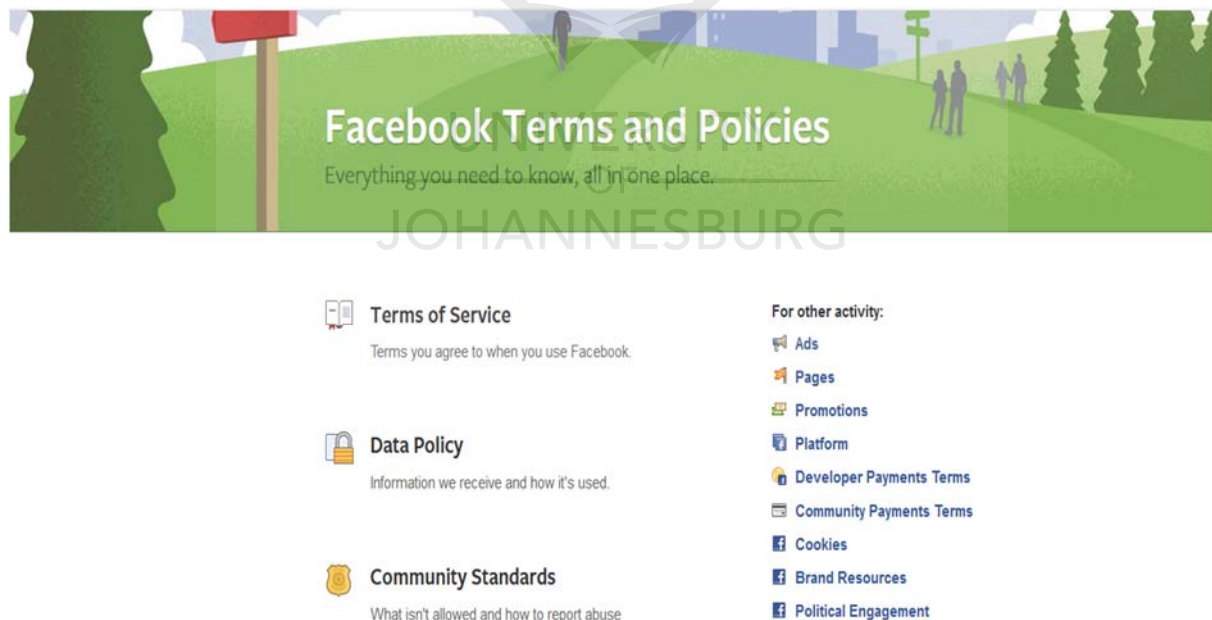 Facebook Terms and Policies
Everything you need to know, all in one place.
UNIVERSITY
OF
JOHANNESBURG
Terms of Service
Terms you agree to when you use Facebook.
Data Policy
Information we receive and how it's used.
Community Standards
What isn't allowed and how to report abuse
For other activity:
Ads
Pages
Promotions
Platform
Developer Payments Terms
Community Payments Terms
Cookies
Brand Resources
Political Engagement